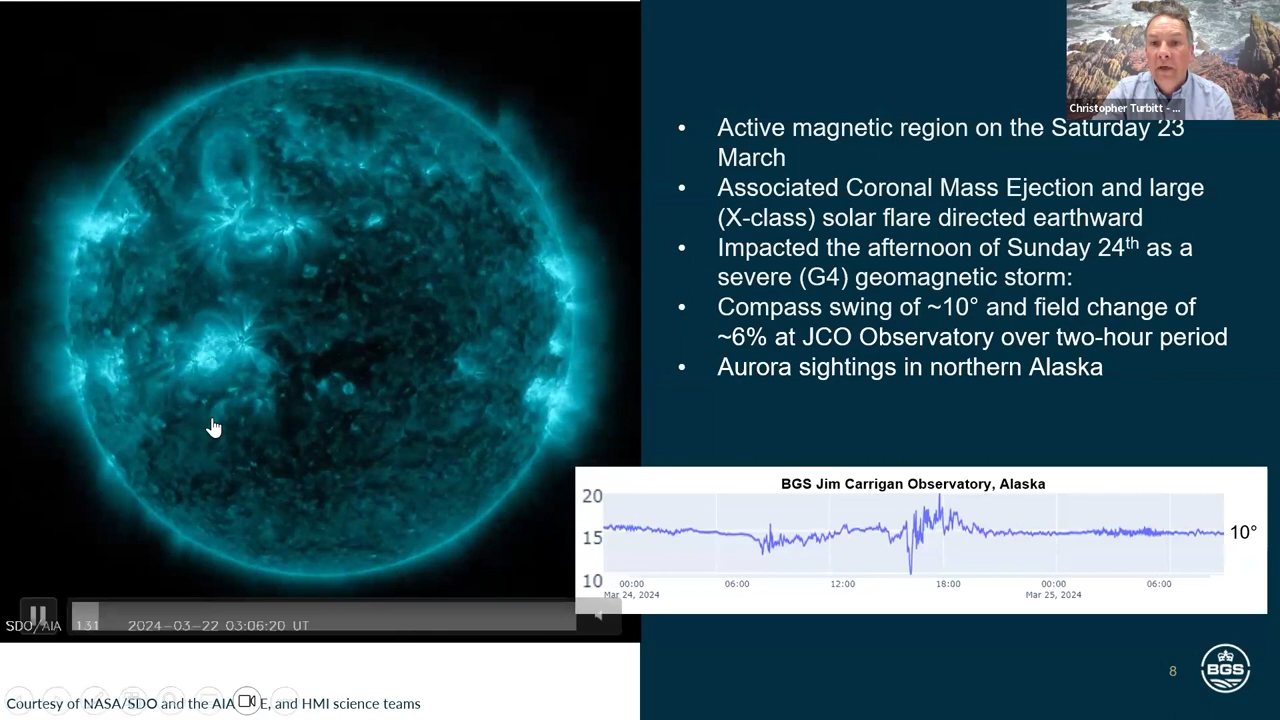 Christopher Turbitt - ...
• Active magnetic region on the Saturday 23
March
• Associated Coronal Mass Ejection and large
(X-class) solar flare directed earthward
• Impacted the afternoon of Sunday 24th as a
severe (G4) geomagnetic storm:
• Compass swing of ~10° and field change of
~6% at JCO Observatory over two-hour period
• Aurora sightings in northern Alaska
BGS Jim Carrigan Observatory, Alaska
20
15
10
10°
00:00 06:00 12:00 18:00 00:00 06:00
Mar 24, 2024 Mar 25, 2024
SDO/AIA 131 2024-03-22 03:06:20 UT
8
BGS
Courtesy of NASA/SDO and the AIA E, and HMI science teams